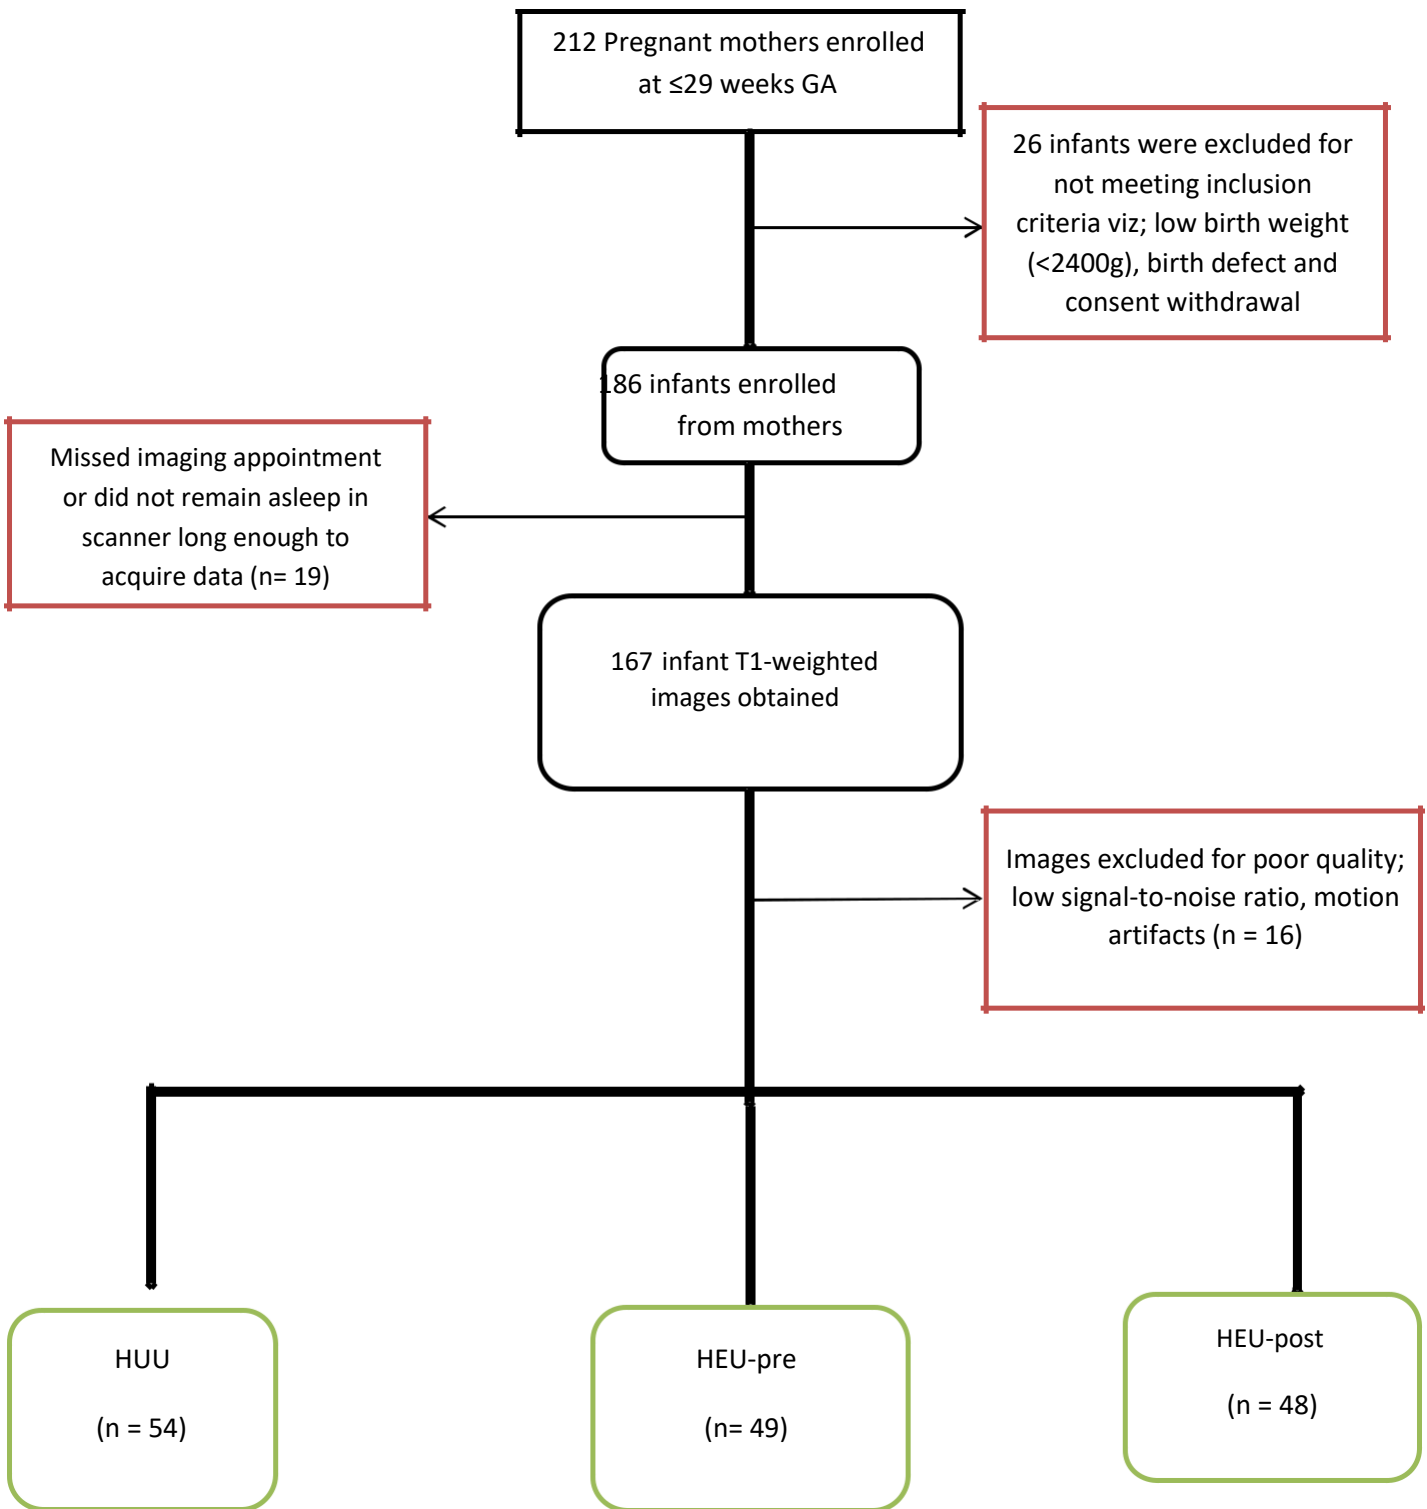 212 Pregnant mothers enrolled
at ≤29 weeks GA
26 infants were excluded for
not meeting inclusion
criteria viz; low birth weight
(<2400g), birth defect and
consent withdrawal
186 infants enrolled
from mothers
Missed imaging appointment
or did not remain asleep in
scanner long enough to
acquire data (n= 19)
167 infant T1-weighted
images obtained
Images excluded for poor quality;
low signal-to-noise ratio, motion
artifacts (n = 16)
HUU
(n = 54)
HEU-pre
(n= 49)
HEU-post
(n = 48)